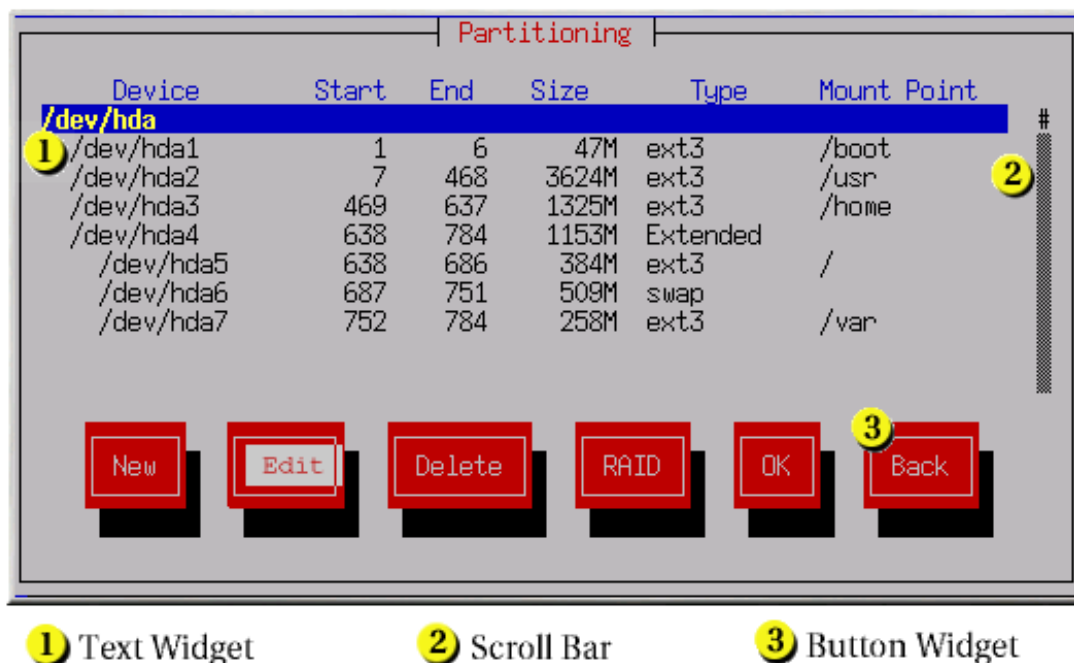 Partitioning
Device Start End Size Type Mount Point
/dev/hda #
1 /dev/hda1 1 6 47M ext3 /boot
/dev/hda2 7 468 3624M ext3 /usr 2
/dev/hda3 469 637 1325M ext3 /home
/dev/hda4 638 784 1153M Extended
/dev/hda5 638 686 384M ext3 /
/dev/hda6 687 751 509M swap
/dev/hda7 752 784 258M ext3 /var
3
New Edit Delete RAID OK Back
1 Text Widget 2 Scroll Bar 3 Button Widget